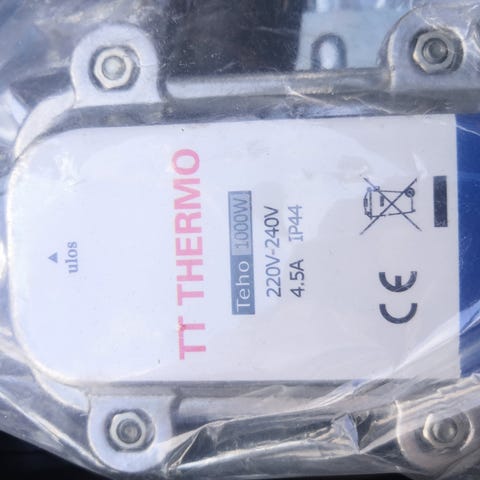 ulos
TT THERMO
Teho 1000W
220V-240V
4.5A IP44
CE